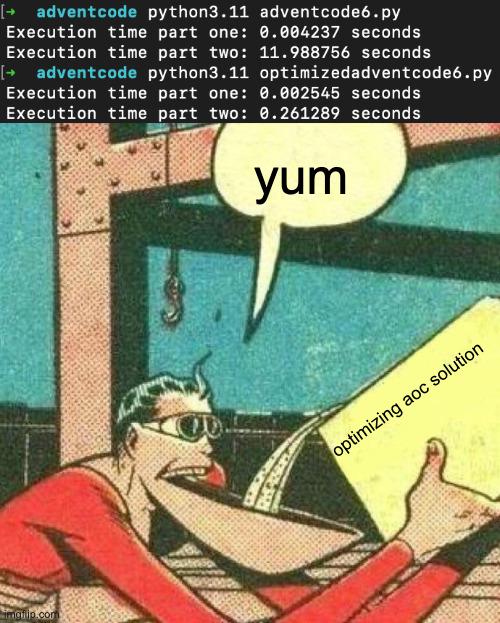 [➜ adventcode python3.11 adventcode6.py
Execution time part one: 0.004237 seconds
Execution time part two: 11.988756 seconds
[➜ adventcode python3.11 optimizedadventcode6.py
Execution time part one: 0.002545 seconds
Execution time part two: 0.261289 seconds
yum
optimizing aoc solution
imgflip.com